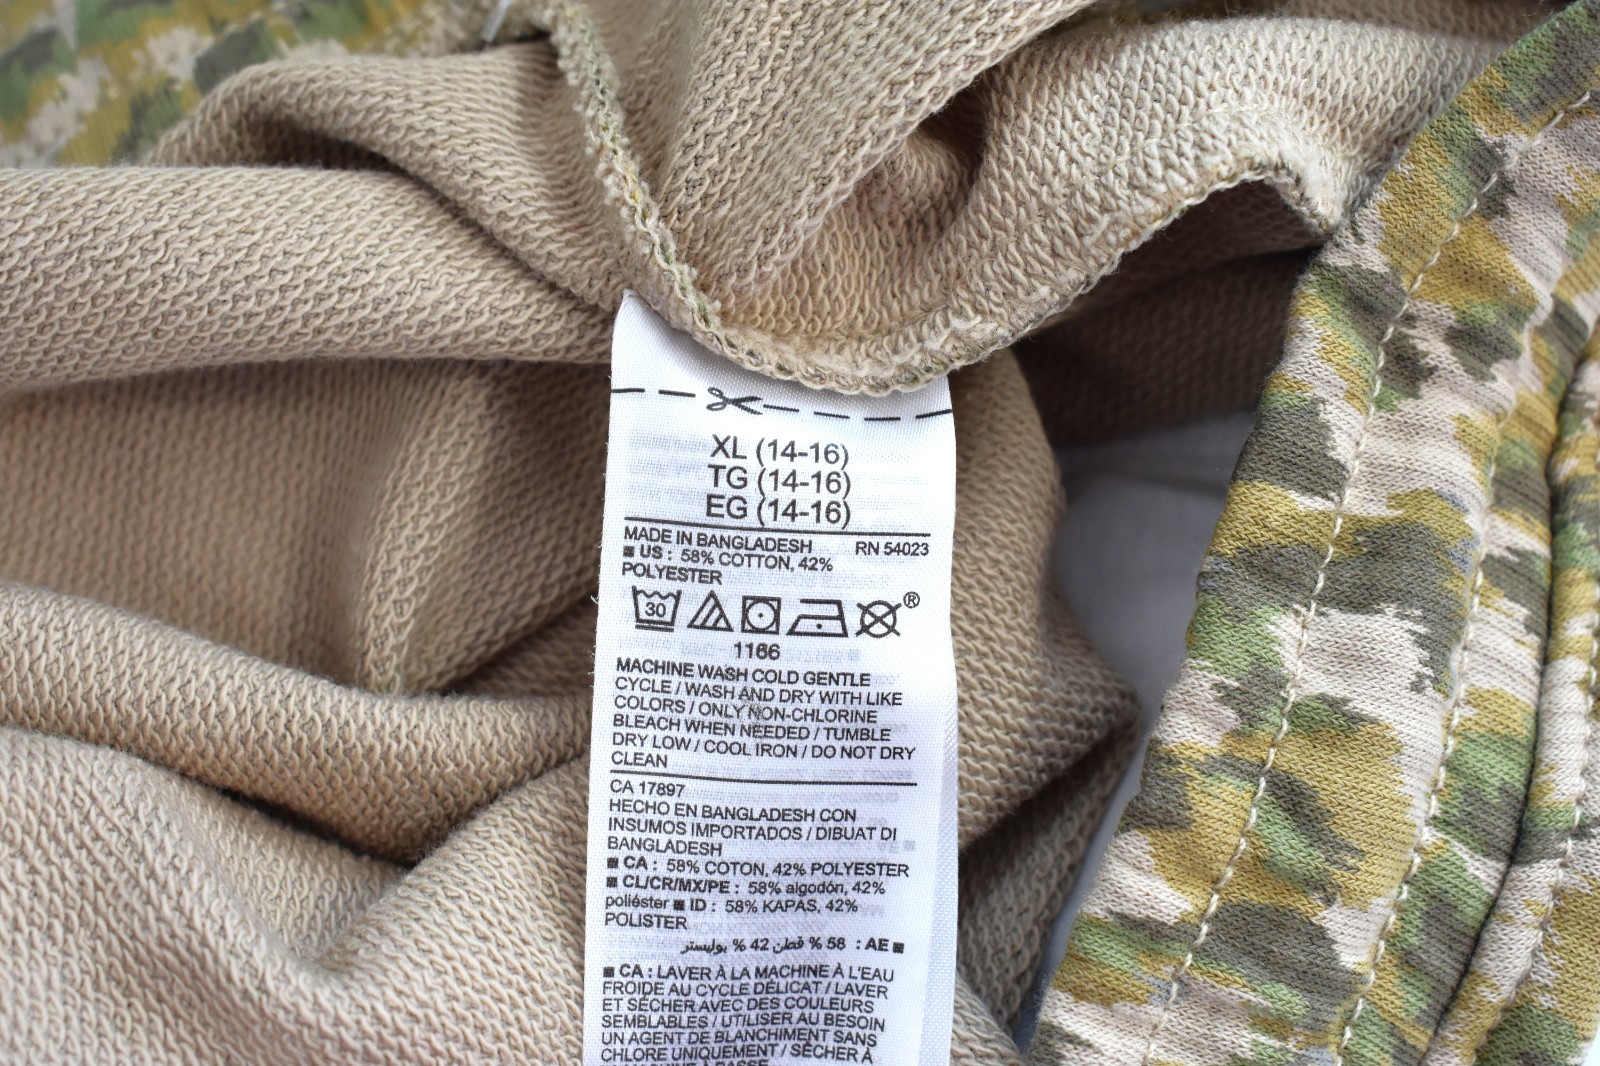 XL (14-16)
TG (14-16)
EG (14-16)
MADE IN BANGLADESH RN 54023
■ US : 58% COTTON, 42%
POLYESTER
30 ®
1166
MACHINE WASH COLD GENTLE
CYCLE / WASH AND DRY WITH LIKE
COLORS / ONLY NON-CHLORINE
BLEACH WHEN NEEDED / TUMBLE
DRY LOW / COOL IRON / DO NOT DRY
CLEAN
CA 17897
HECHO EN BANGLADESH CON
INSUMOS IMPORTADOS / DIBUAT DI
BANGLADESH
■ CA : 58% COTON, 42% POLYESTER
■ CL/CR/MX/PE : 58% algodón, 42%
poliéster ■ ID : 58% KAPAS, 42%
POLISTER
■ AE : 58 % قطن 42 % بوليستر
■ CA : LAVER À LA MACHINE À L'EAU
FROIDE AU CYCLE DÉLICAT / LAVER
ET SÉCHER AVEC DES COULEURS
SEMBLABLES / UTILISER AU BESOIN
UN AGENT DE BLANCHIMENT SANS
CHLORE UNIQUEMENT / SÉCHER À
LA MACHINE À BASSE